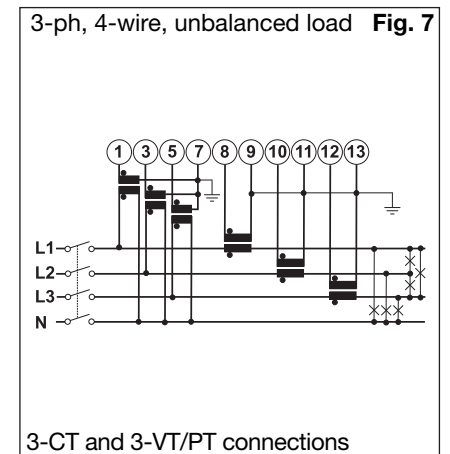 3-ph, 4-wire, unbalanced load Fig. 7
1 3 5 7 8 9 10 11 12 13
L1
L2
L3
N
3-CT and 3-VT/PT connections